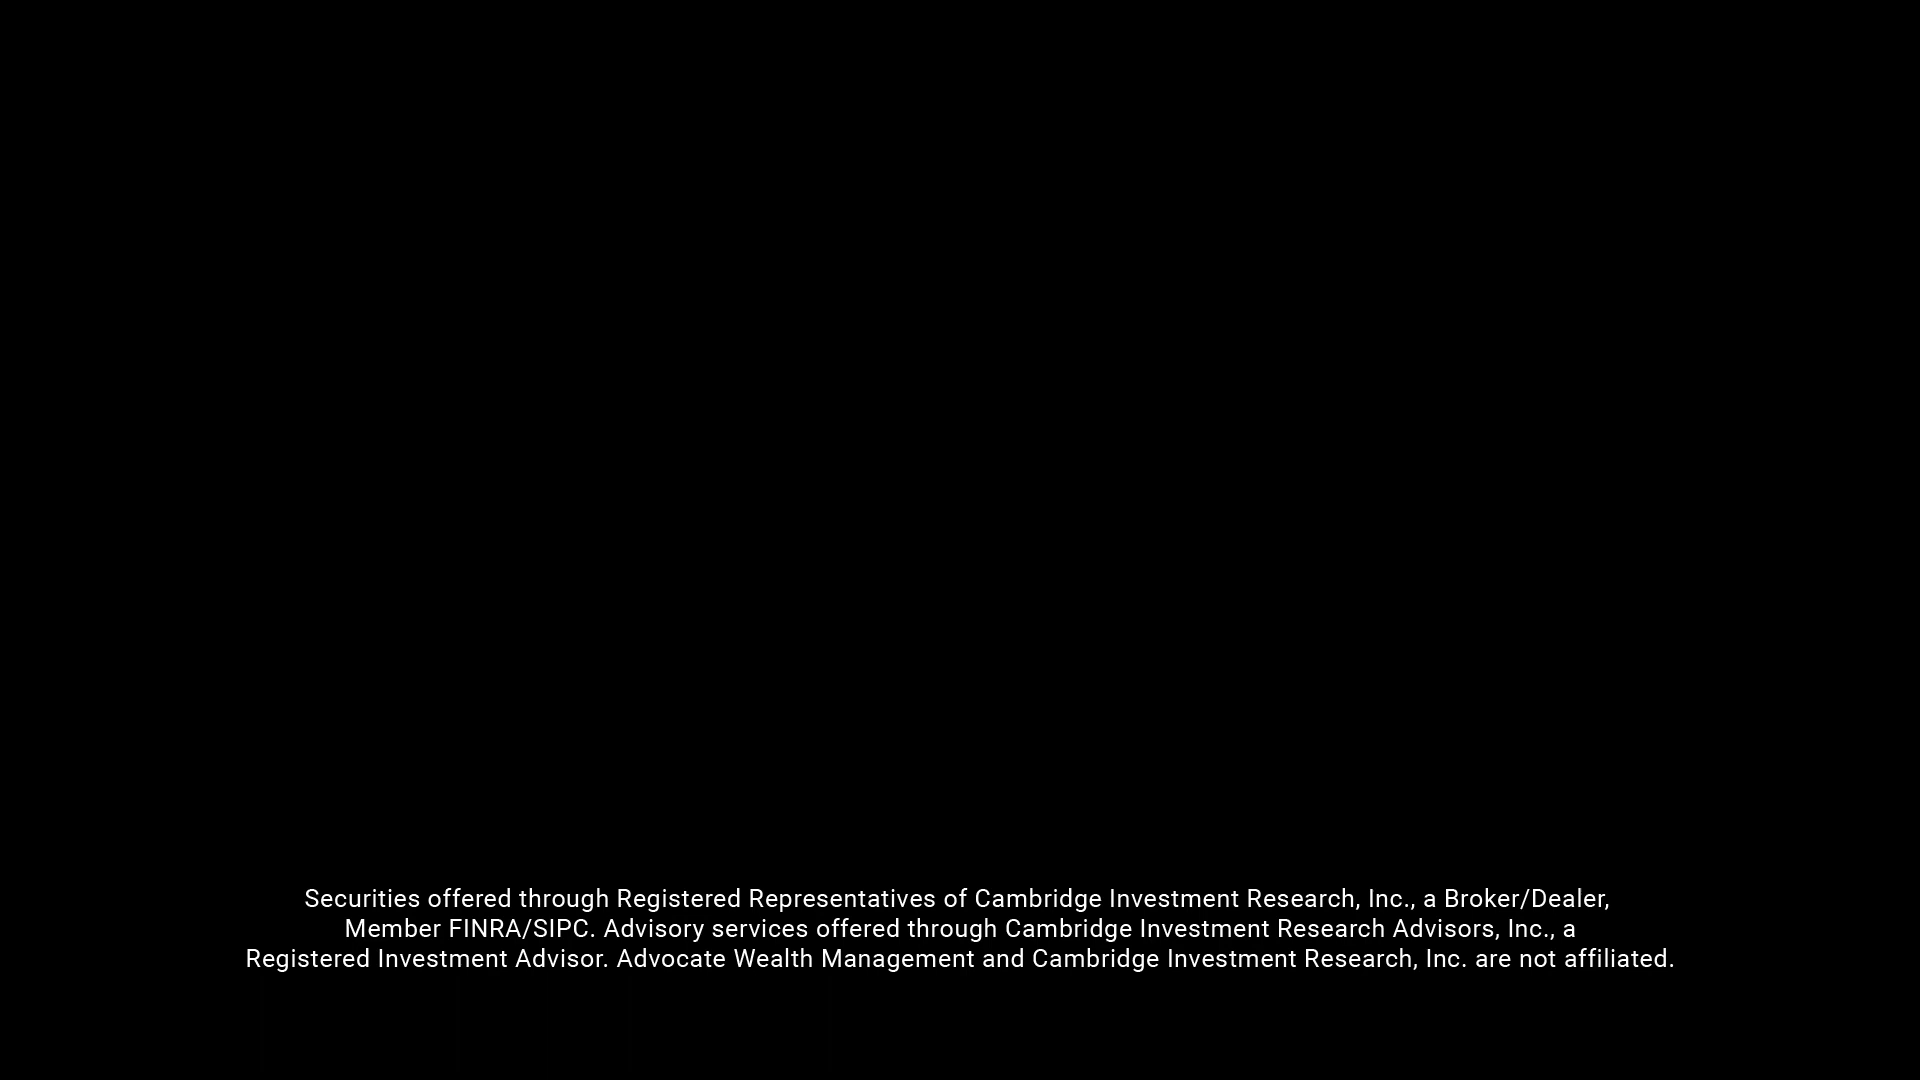 Securities offered through Registered Representatives of Cambridge Investment Research, Inc., a Broker/Dealer,
Member FINRA/SIPC. Advisory services offered through Cambridge Investment Research Advisors, Inc., a
Registered Investment Advisor. Advocate Wealth Management and Cambridge Investment Research, Inc. are not affiliated.